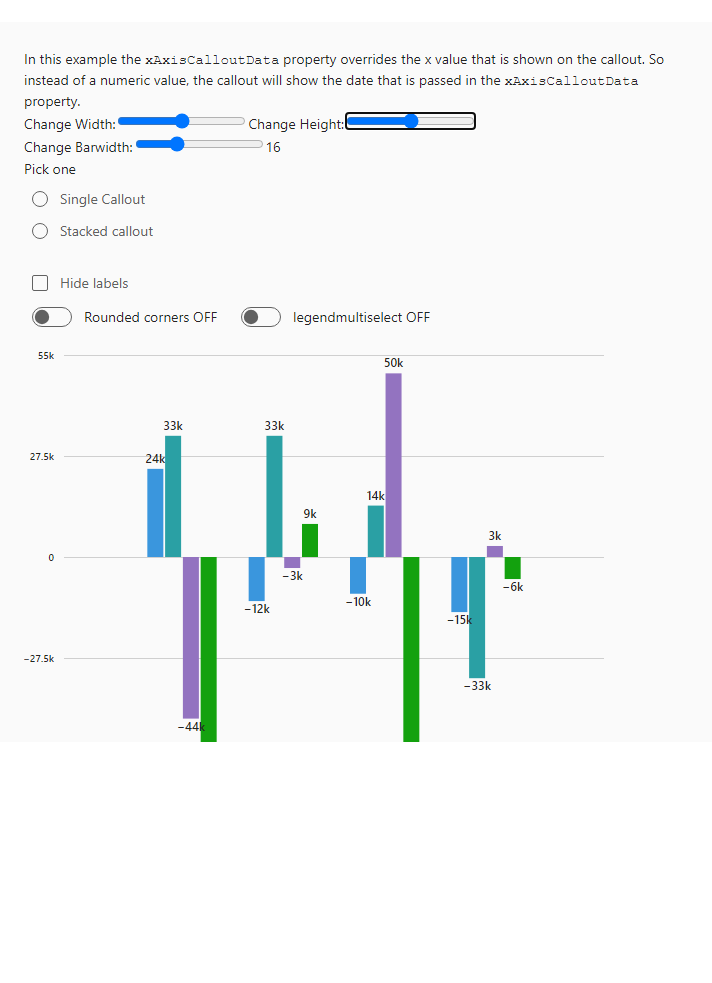 In this example the xAxisCalloutData property overrides the x value that is shown on the callout. So
instead of a numeric value, the callout will show the date that is passed in the xAxisCalloutData
property.
Change Width: Change Height:
Change Barwidth: 16
Pick one
Single Callout
Stacked callout
Hide labels
Rounded corners OFF legendmultiselect OFF
55k
50k
33k 33k
27.5k 24k
14k
9k
3k
0
−3k
−6k
−10k
−12k
−15k
−27.5k
−33k
−44k